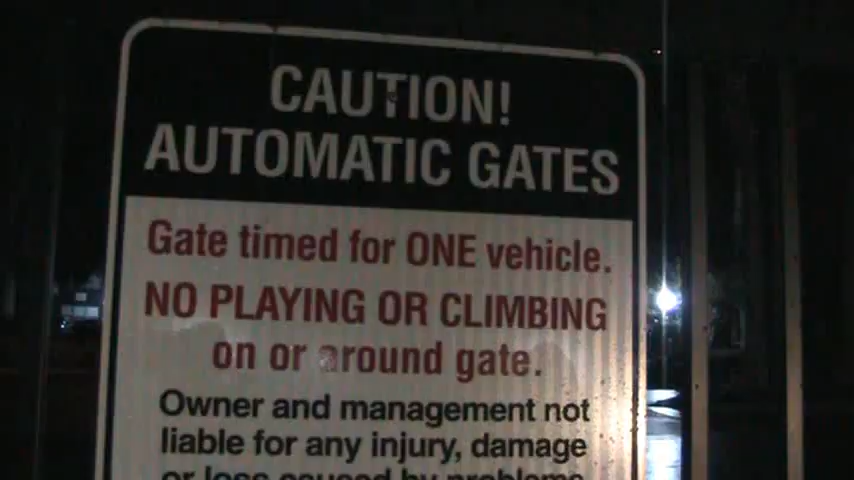 CAUTION!
AUTOMATIC GATES
Gate timed for ONE vehicle.
NO PLAYING OR CLIMBING
on or around gate.
Owner and management not
liable for any injury, damage
or loss caused by problems